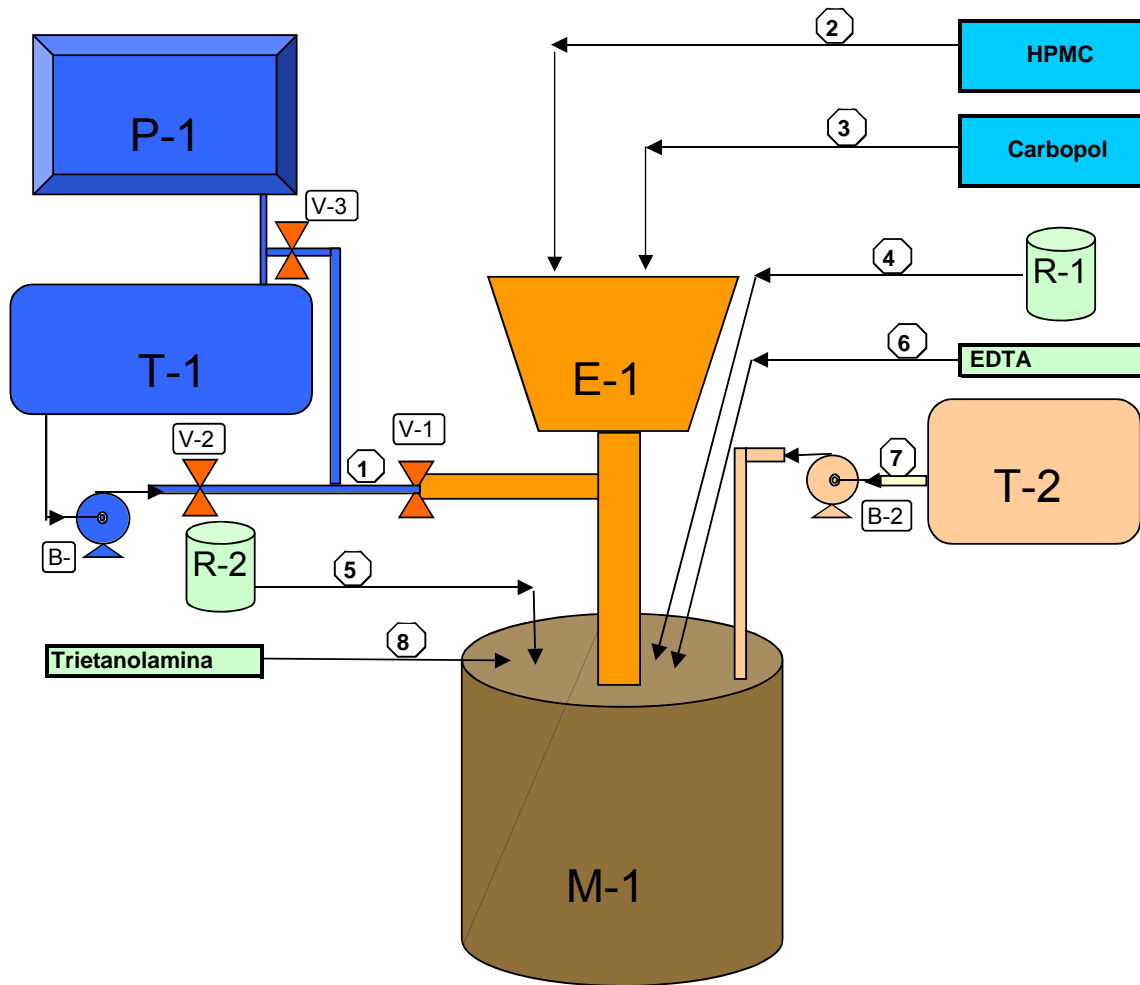 2
HPMC
P-1
3
Carbopol
V-3
4
R-1
T-1
E-1
6
EDTA
V-2
V-1
1
7
T-2
B-
B-2
R-2
5
Trietanolamina
8
M-1